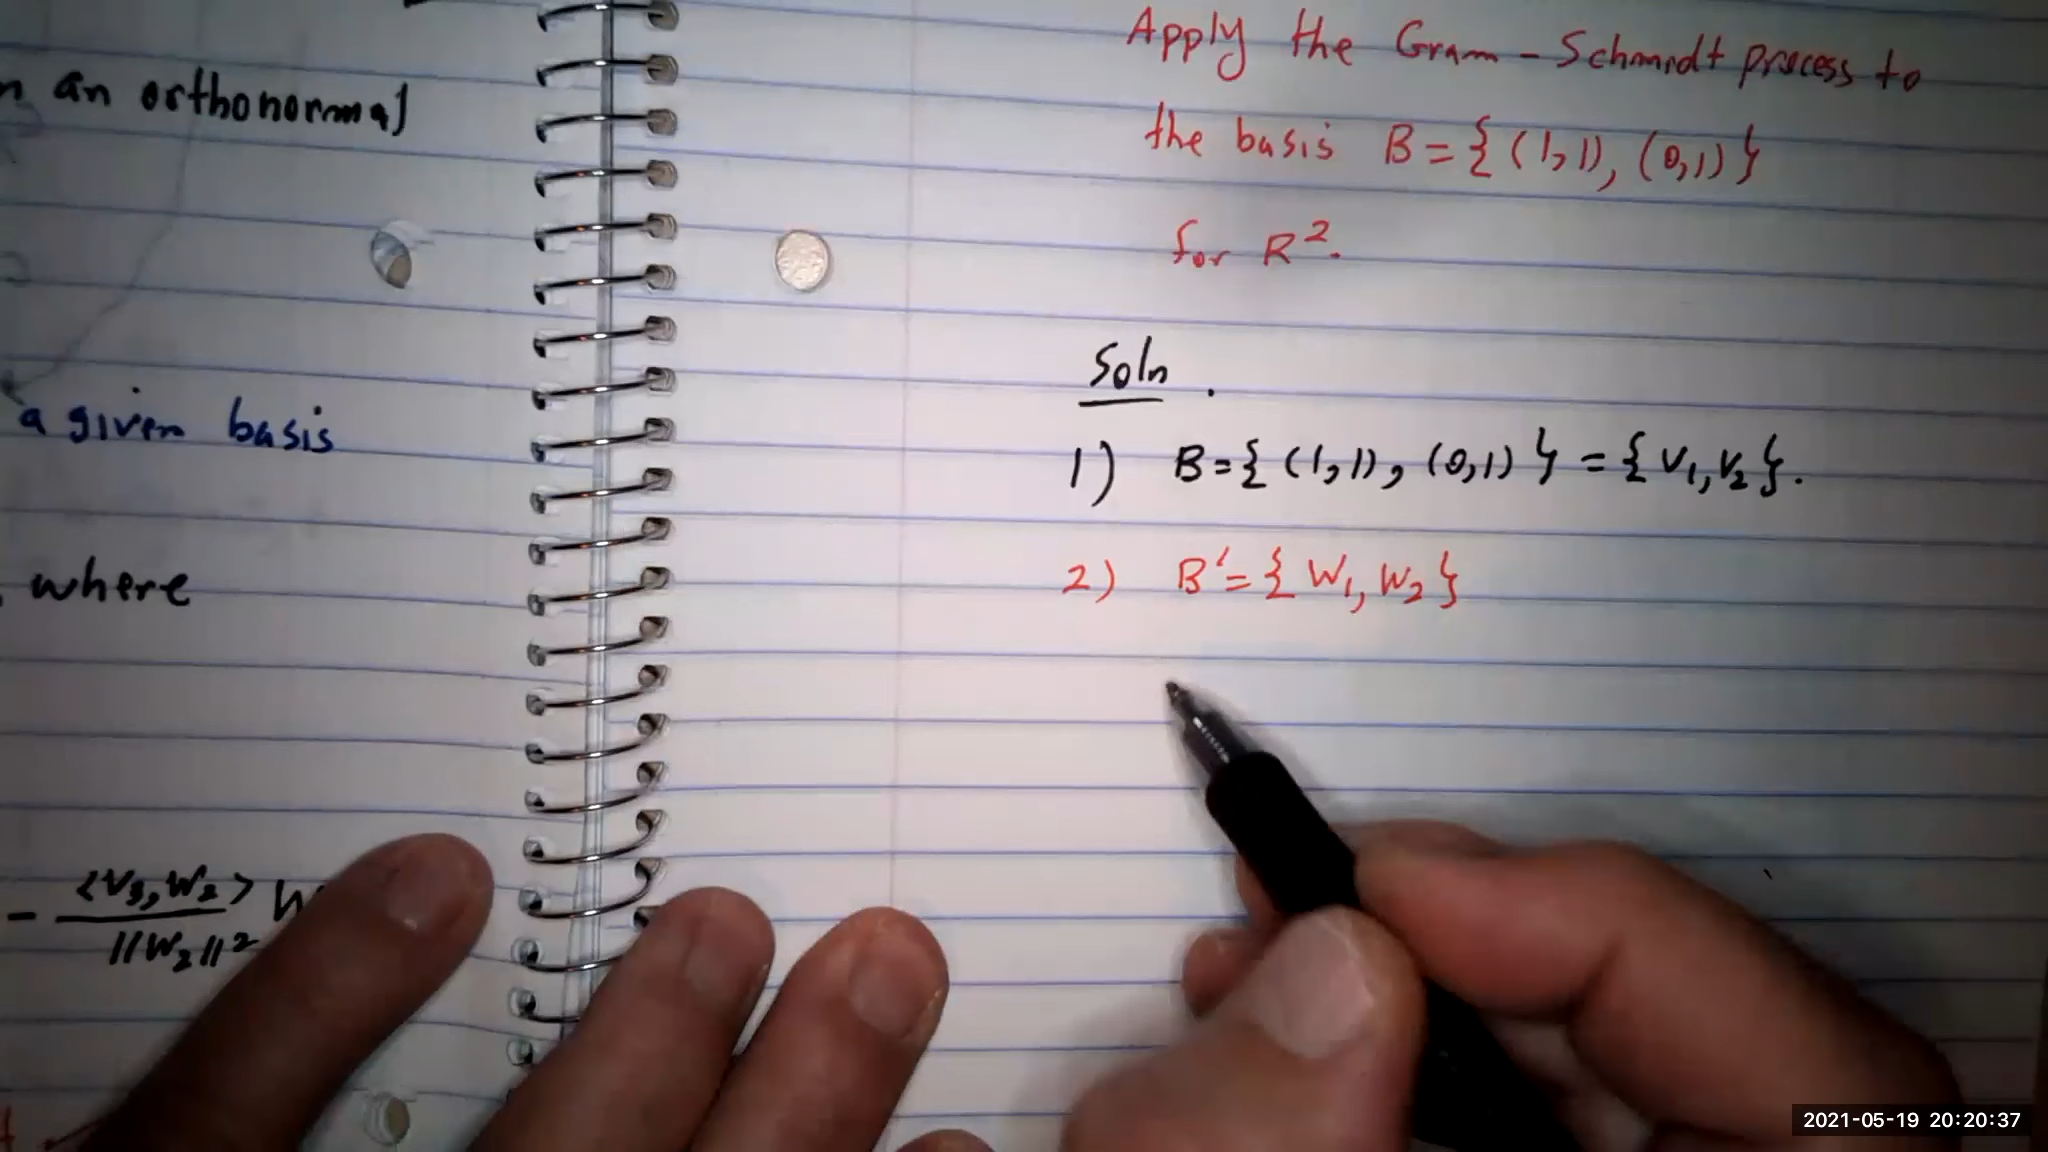 an orthonormal
a given basis
, where
- <v3, w2> / ||w2||² w
Apply the Gram-Schmidt process to
the basis B = { (1,1), (0,1) }
for R².
Soln.
1) B = { (1,1), (0,1) } = { v₁, v₂ }.
2) B' = { w₁, w₂ }
2021-05-19 20:20:37